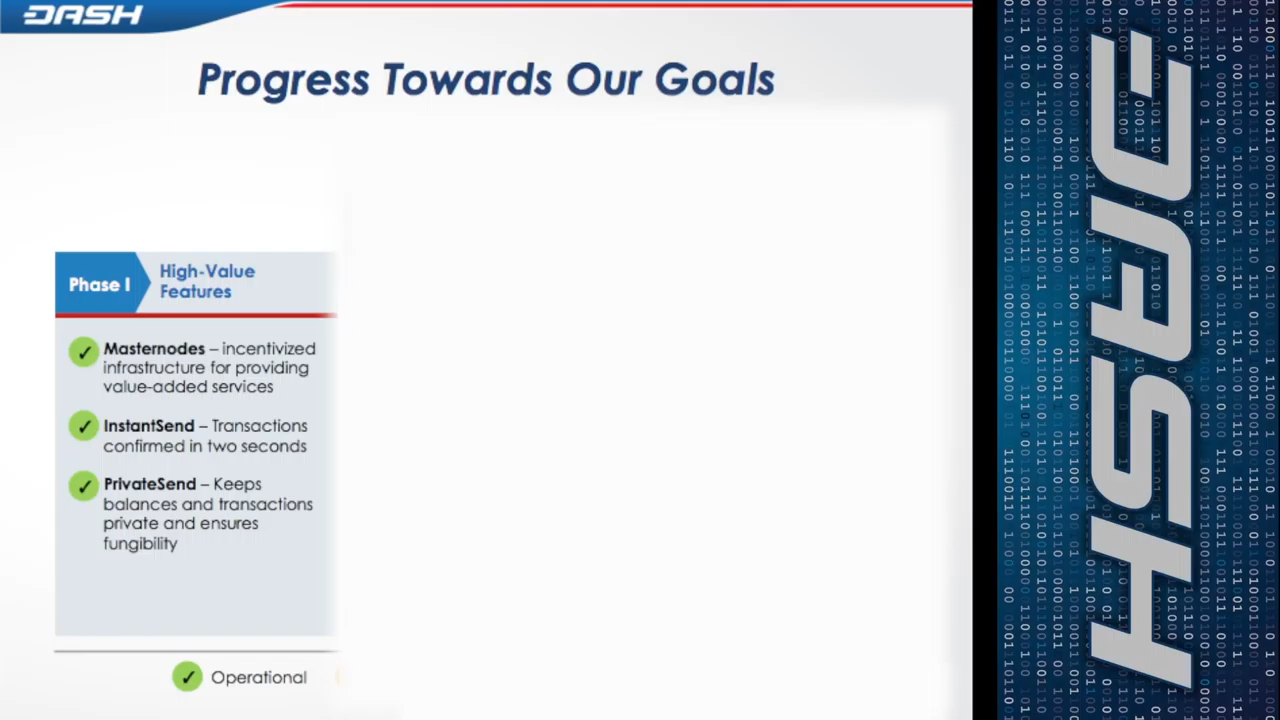 DASH
Progress Towards Our Goals
Phase I
High-Value
Features
✓ Masternodes – incentivized
infrastructure for providing
value-added services
✓ InstantSend – Transactions
confirmed in two seconds
✓ PrivateSend – Keeps
balances and transactions
private and ensures
fungibility
✓ Operational
DASH